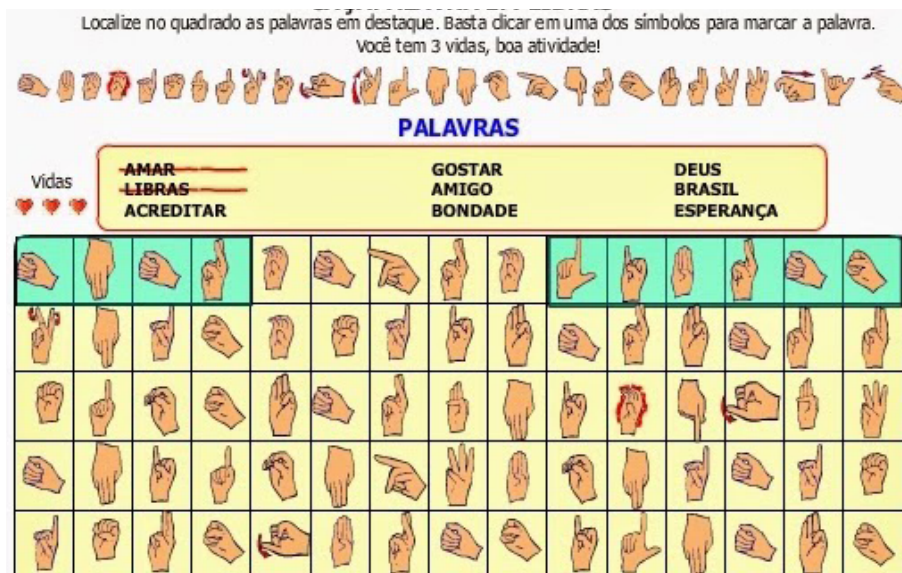 Localize no quadrado as palavras em destaque. Basta clicar em uma dos símbolos para marcar a palavra.
Você tem 3 vidas, boa atividade!
PALAVRAS
Vidas
AMAR GOSTAR DEUS
LIBRAS AMIGO BRASIL
ACREDITAR BONDADE ESPERANÇA